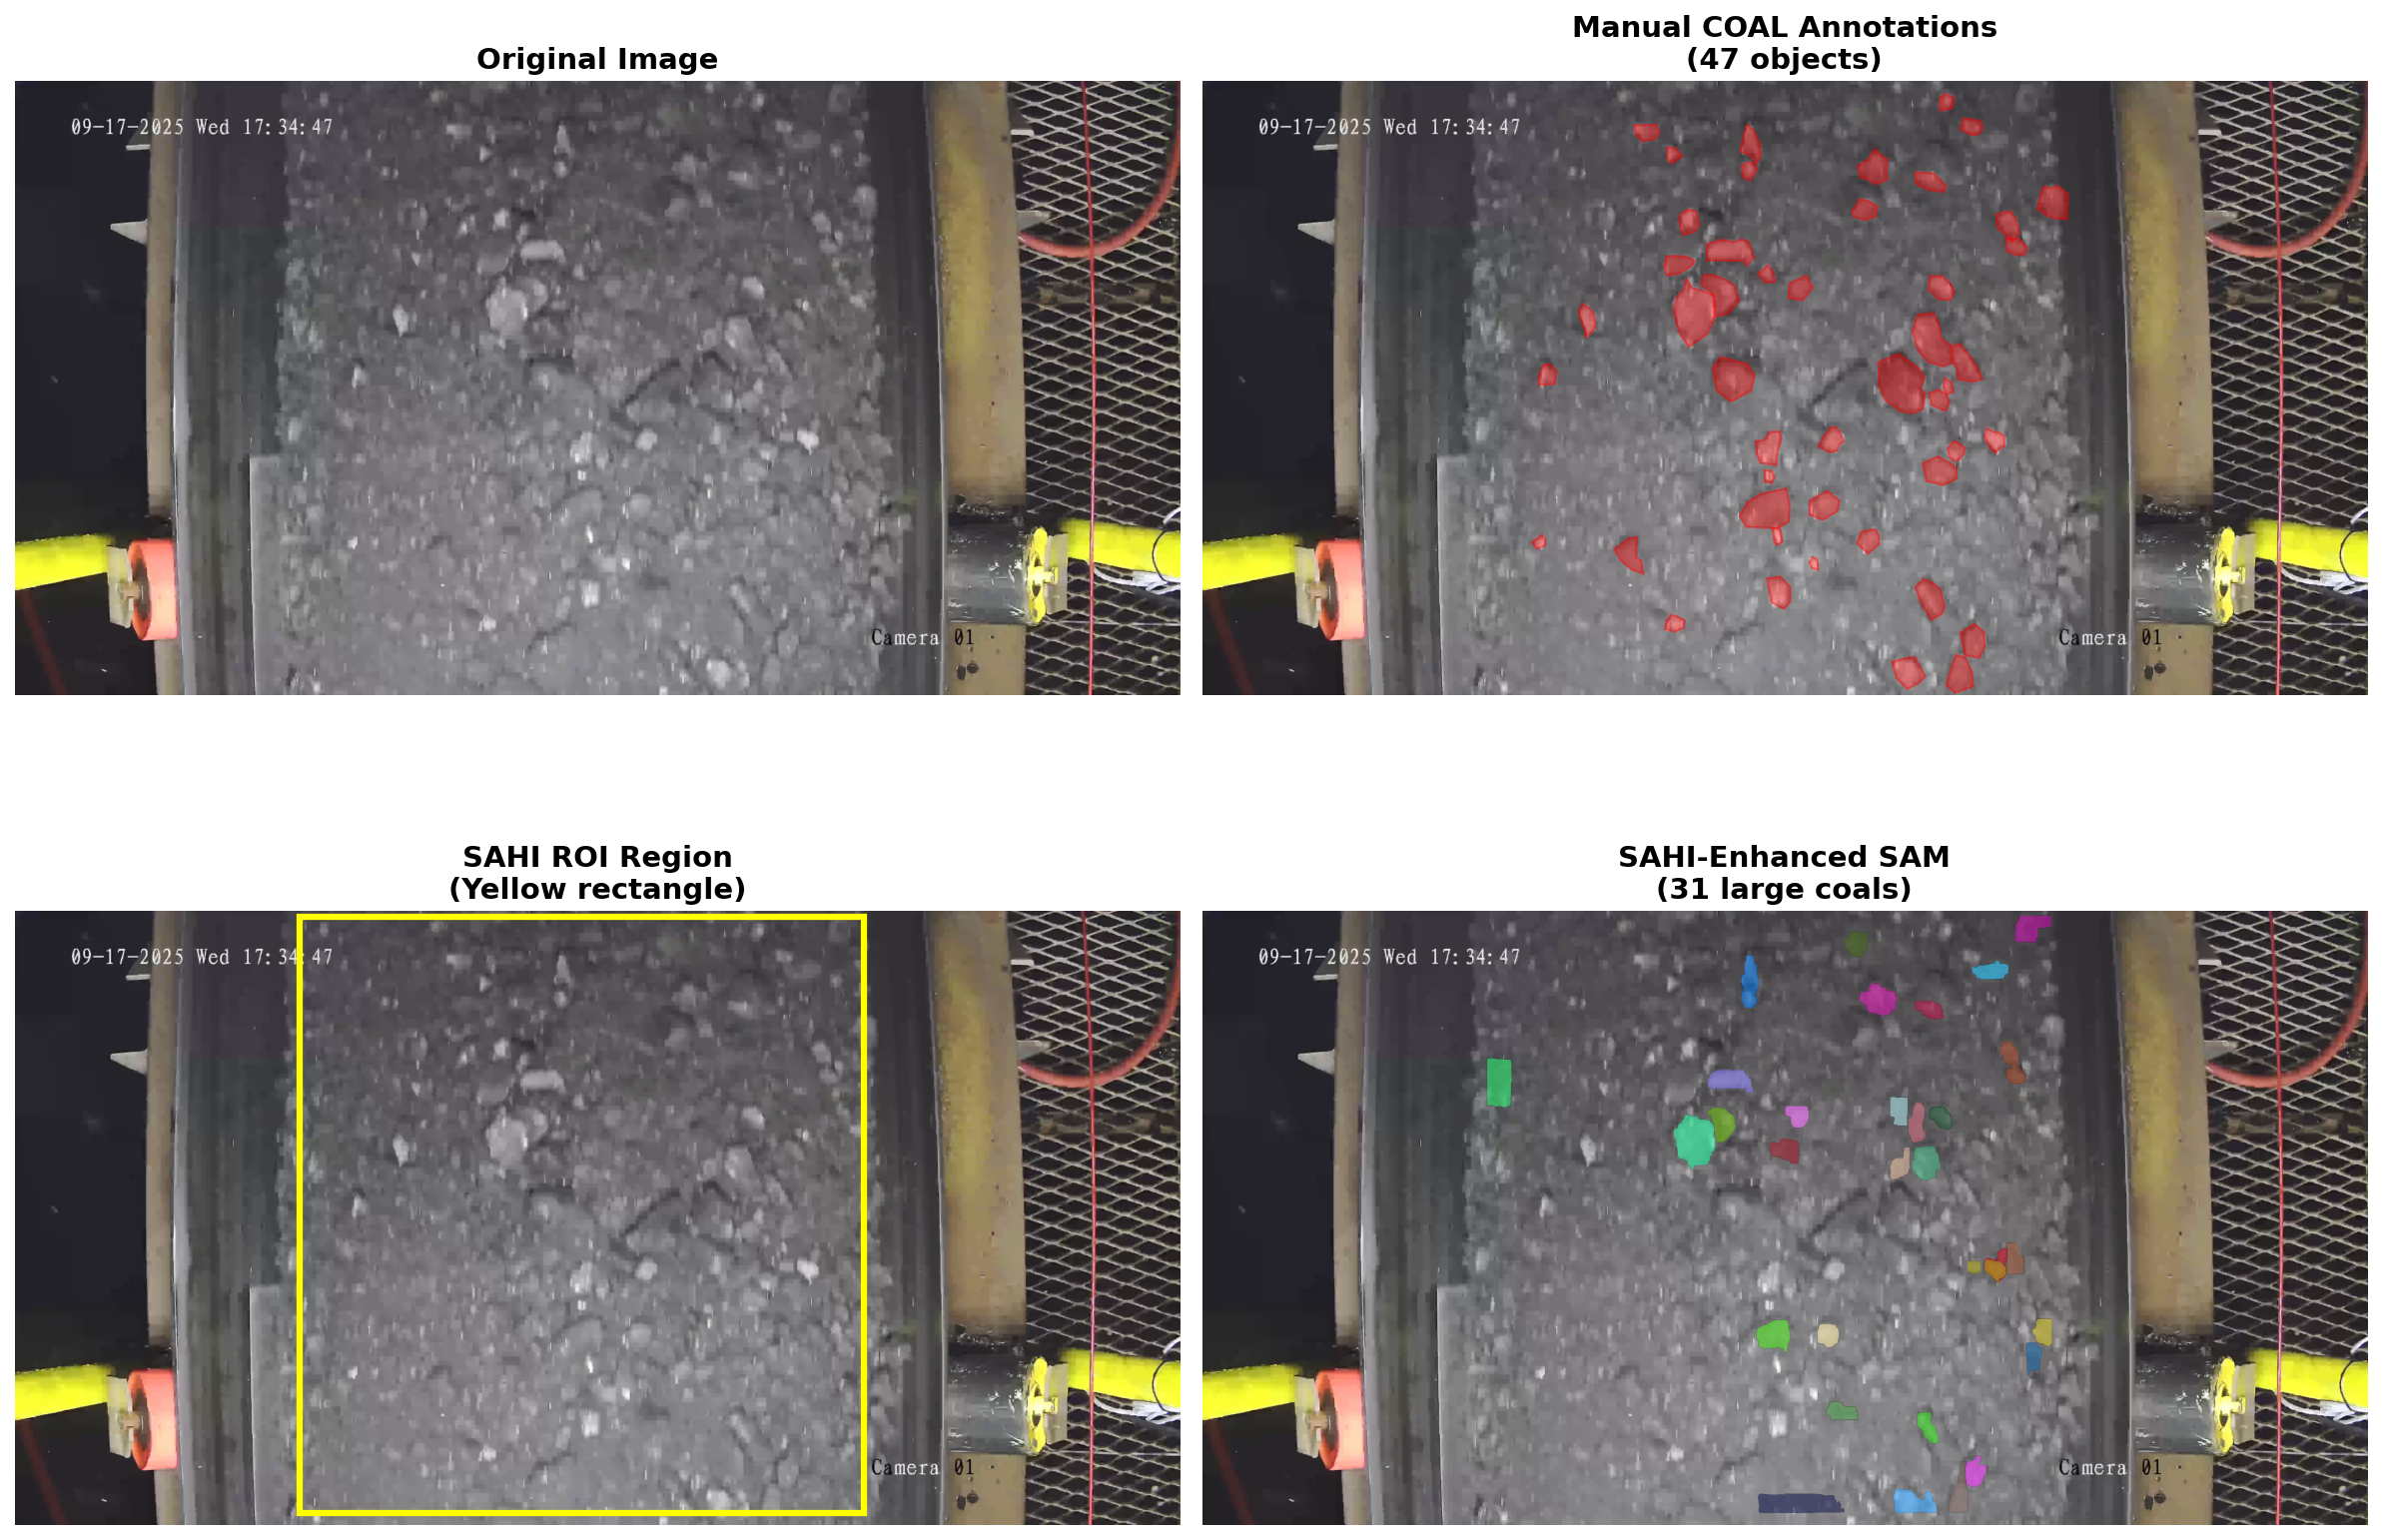 Original Image
09-17-2025 Wed 17:34:47
Camera 01
Manual COAL Annotations
(47 objects)
09-17-2025 Wed 17:34:47
Camera 01
SAHI ROI Region
(Yellow rectangle)
09-17-2025 Wed 17:34:47
Camera 01
SAHI-Enhanced SAM
(31 large coals)
09-17-2025 Wed 17:34:47
Camera 01